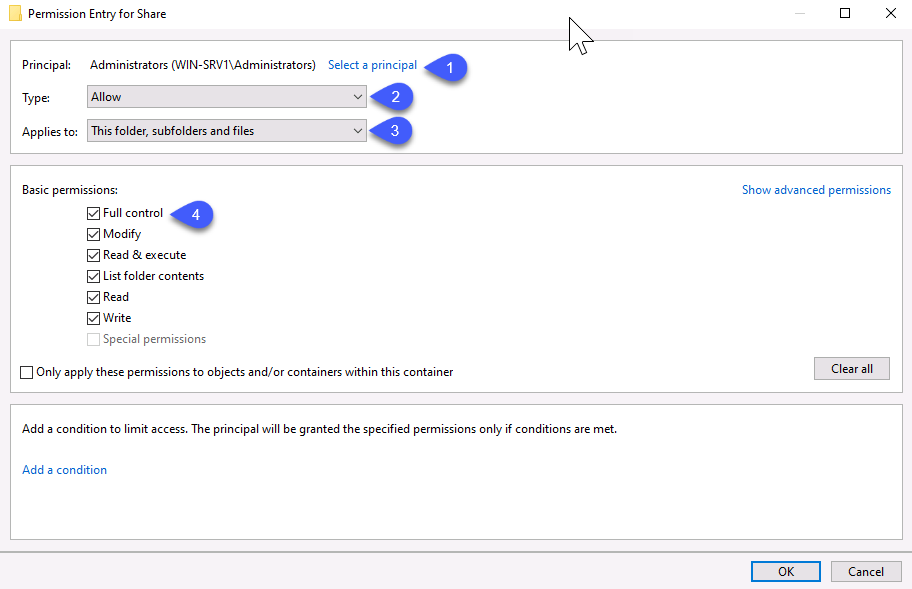 Permission Entry for Share
Principal: Administrators (WIN-SRV1\Administrators) Select a principal 1
Type: Allow 2
Applies to: This folder, subfolders and files 3
Basic permissions: Show advanced permissions
Full control 4
Modify
Read & execute
List folder contents
Read
Write
Special permissions
Only apply these permissions to objects and/or containers within this container Clear all
Add a condition to limit access. The principal will be granted the specified permissions only if conditions are met.
Add a condition
OK Cancel